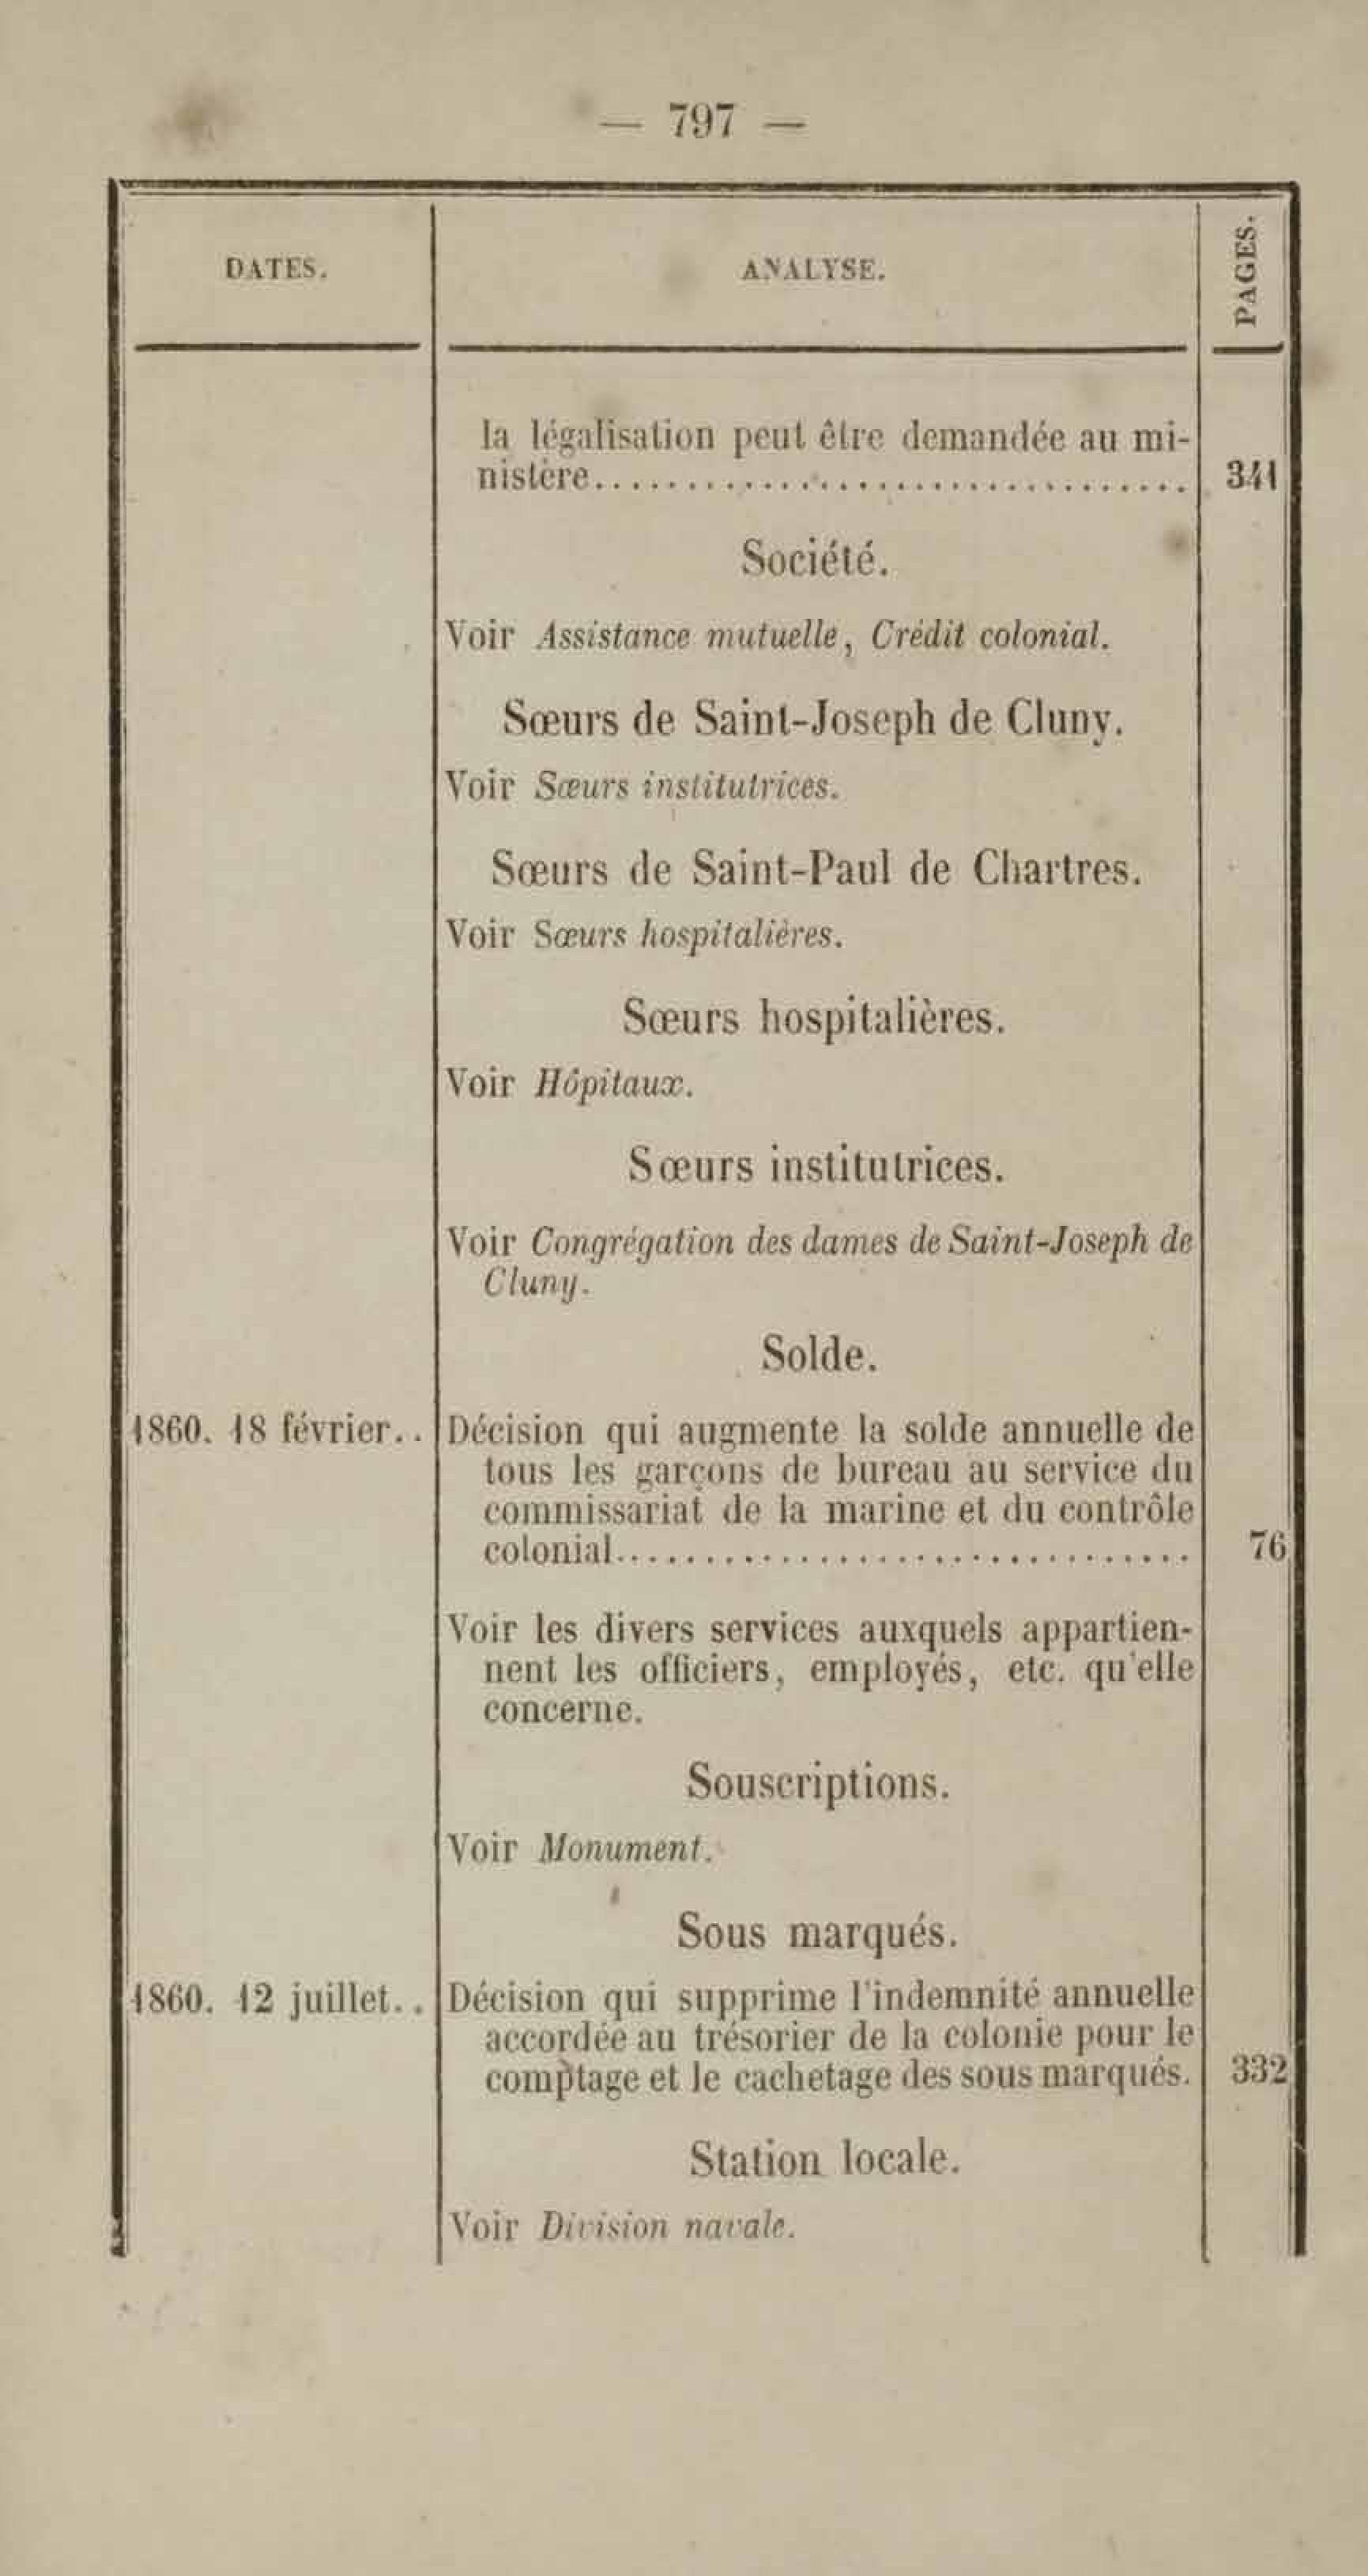 — 797 —
DATES.
ANALYSE.
PAGES.
la légalisation peut être demandée au mi-
nistère.................................. 341
Société.
Voir Assistance mutuelle, Crédit colonial.
Sœurs de Saint-Joseph de Cluny.
Voir Sœurs institutrices.
Sœurs de Saint-Paul de Chartres.
Voir Sœurs hospitalières.
Sœurs hospitalières.
Voir Hôpitaux.
Sœurs institutrices.
Voir Congrégation des dames de Saint-Joseph de
Cluny.
Solde.
1860. 18 février.. Décision qui augmente la solde annuelle de
tous les garçons de bureau au service du
commissariat de la marine et du contrôle
colonial................................ 76
Voir les divers services auxquels appartien-
nent les officiers, employés, etc. qu'elle
concerne.
Souscriptions.
Voir Monument.
Sous marqués.
1860. 12 juillet.. Décision qui supprime l'indemnité annuelle
accordée au trésorier de la colonie pour le
comptage et le cachetage des sous marqués. 332
Station locale.
Voir Division navale.